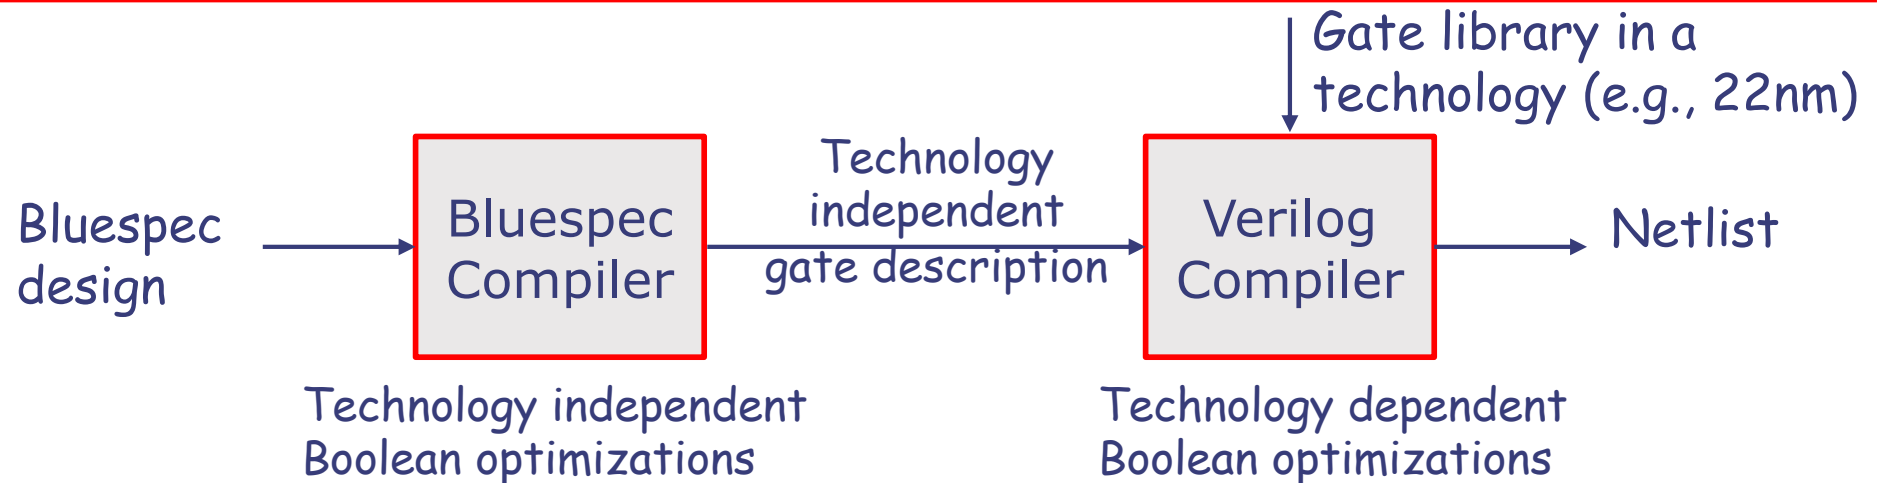 Gate library in a
technology (e.g., 22nm)
Bluespec
design
Bluespec
Compiler
Technology
independent
gate description
Verilog
Compiler
Netlist
Technology independent
Boolean optimizations
Technology dependent
Boolean optimizations